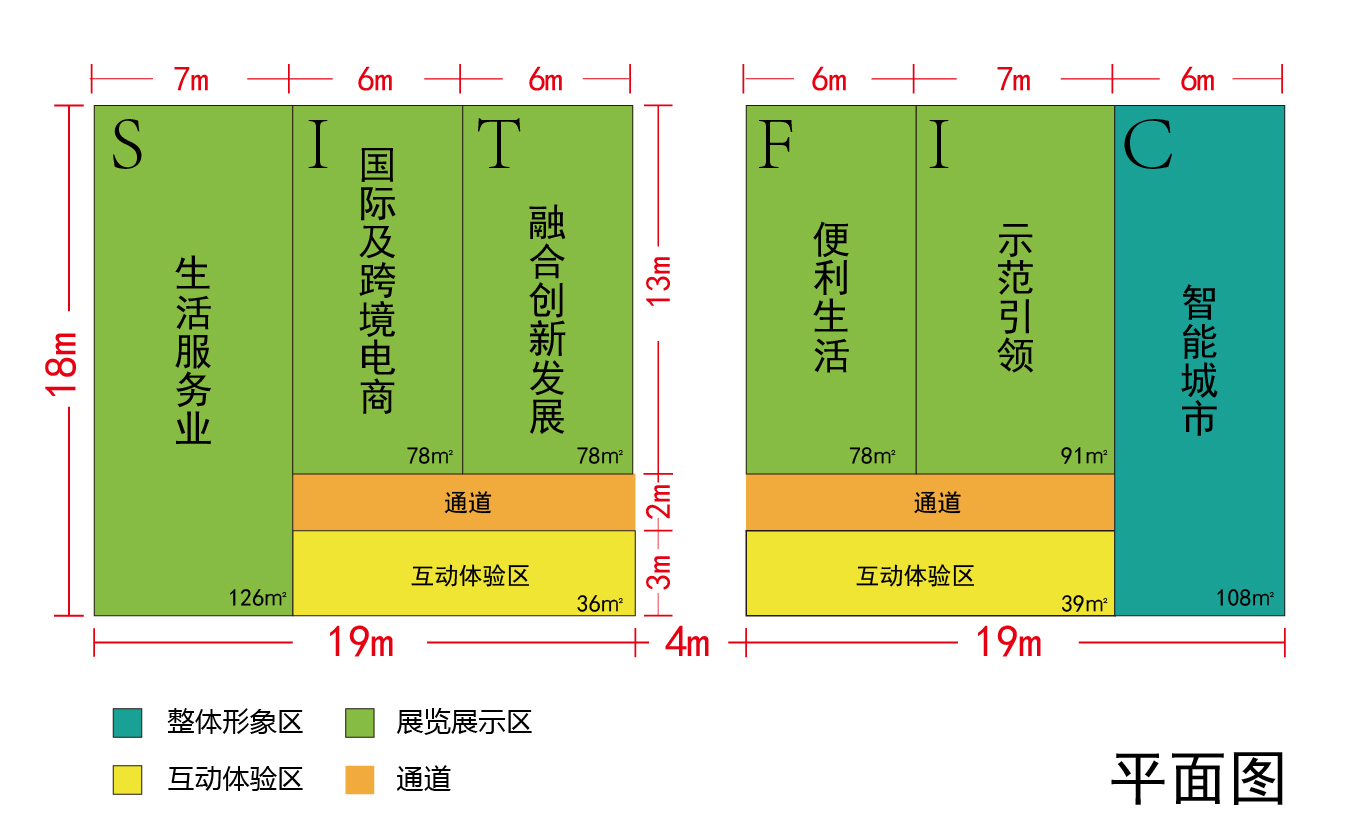 7m
6m
6m
6m
7m
6m
S
I
T
F
I
C
生活服务业
国际及跨境电商
融合创新发展
便利生活
示范引领
智能城市
18m
13m
2m
3m
78m²
78m²
78m²
91m²
通道
通道
互动体验区
互动体验区
126m²
36m²
39m²
108m²
19m
4m
19m
整体形象区
展览展示区
互动体验区
通道
平面图